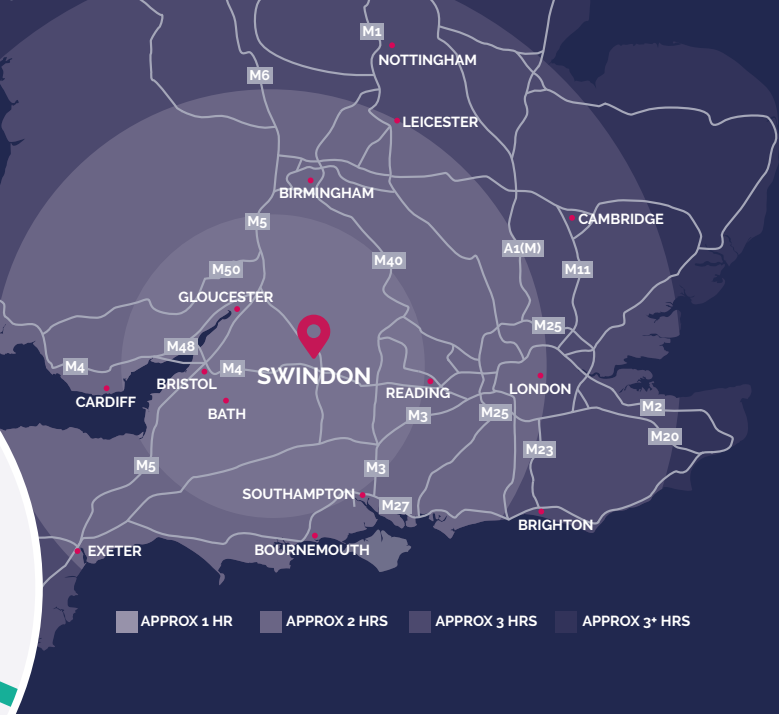 M1
NOTTINGHAM
M6
LEICESTER
BIRMINGHAM
M5
CAMBRIDGE
A1(M)
M40
M50
M11
GLOUCESTER
M25
M48
M4
M4
SWINDON
BRISTOL
READING
LONDON
CARDIFF
BATH
M3
M25
M2
M20
M23
M5
M3
SOUTHAMPTON
M27
BRIGHTON
EXETER
BOURNEMOUTH
APPROX 1 HR
APPROX 2 HRS
APPROX 3 HRS
APPROX 3+ HRS